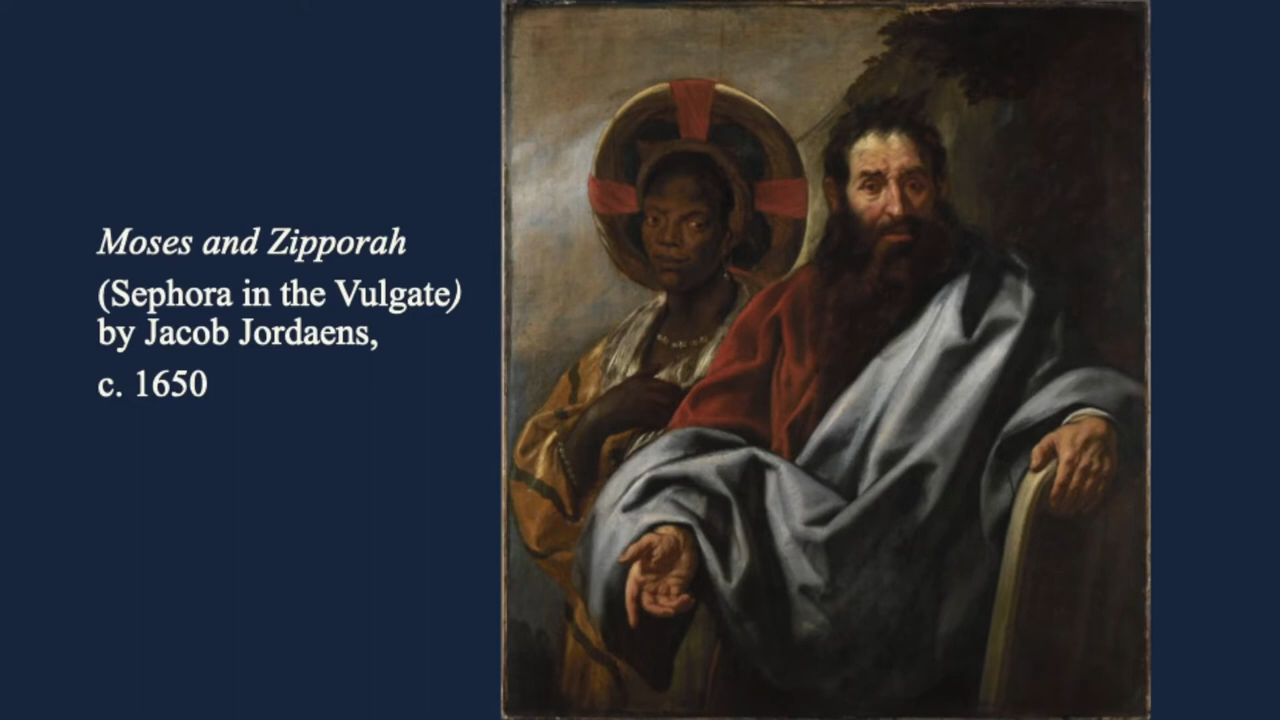 Moses and Zipporah
(Sephora in the Vulgate)
by Jacob Jordaens,
c. 1650